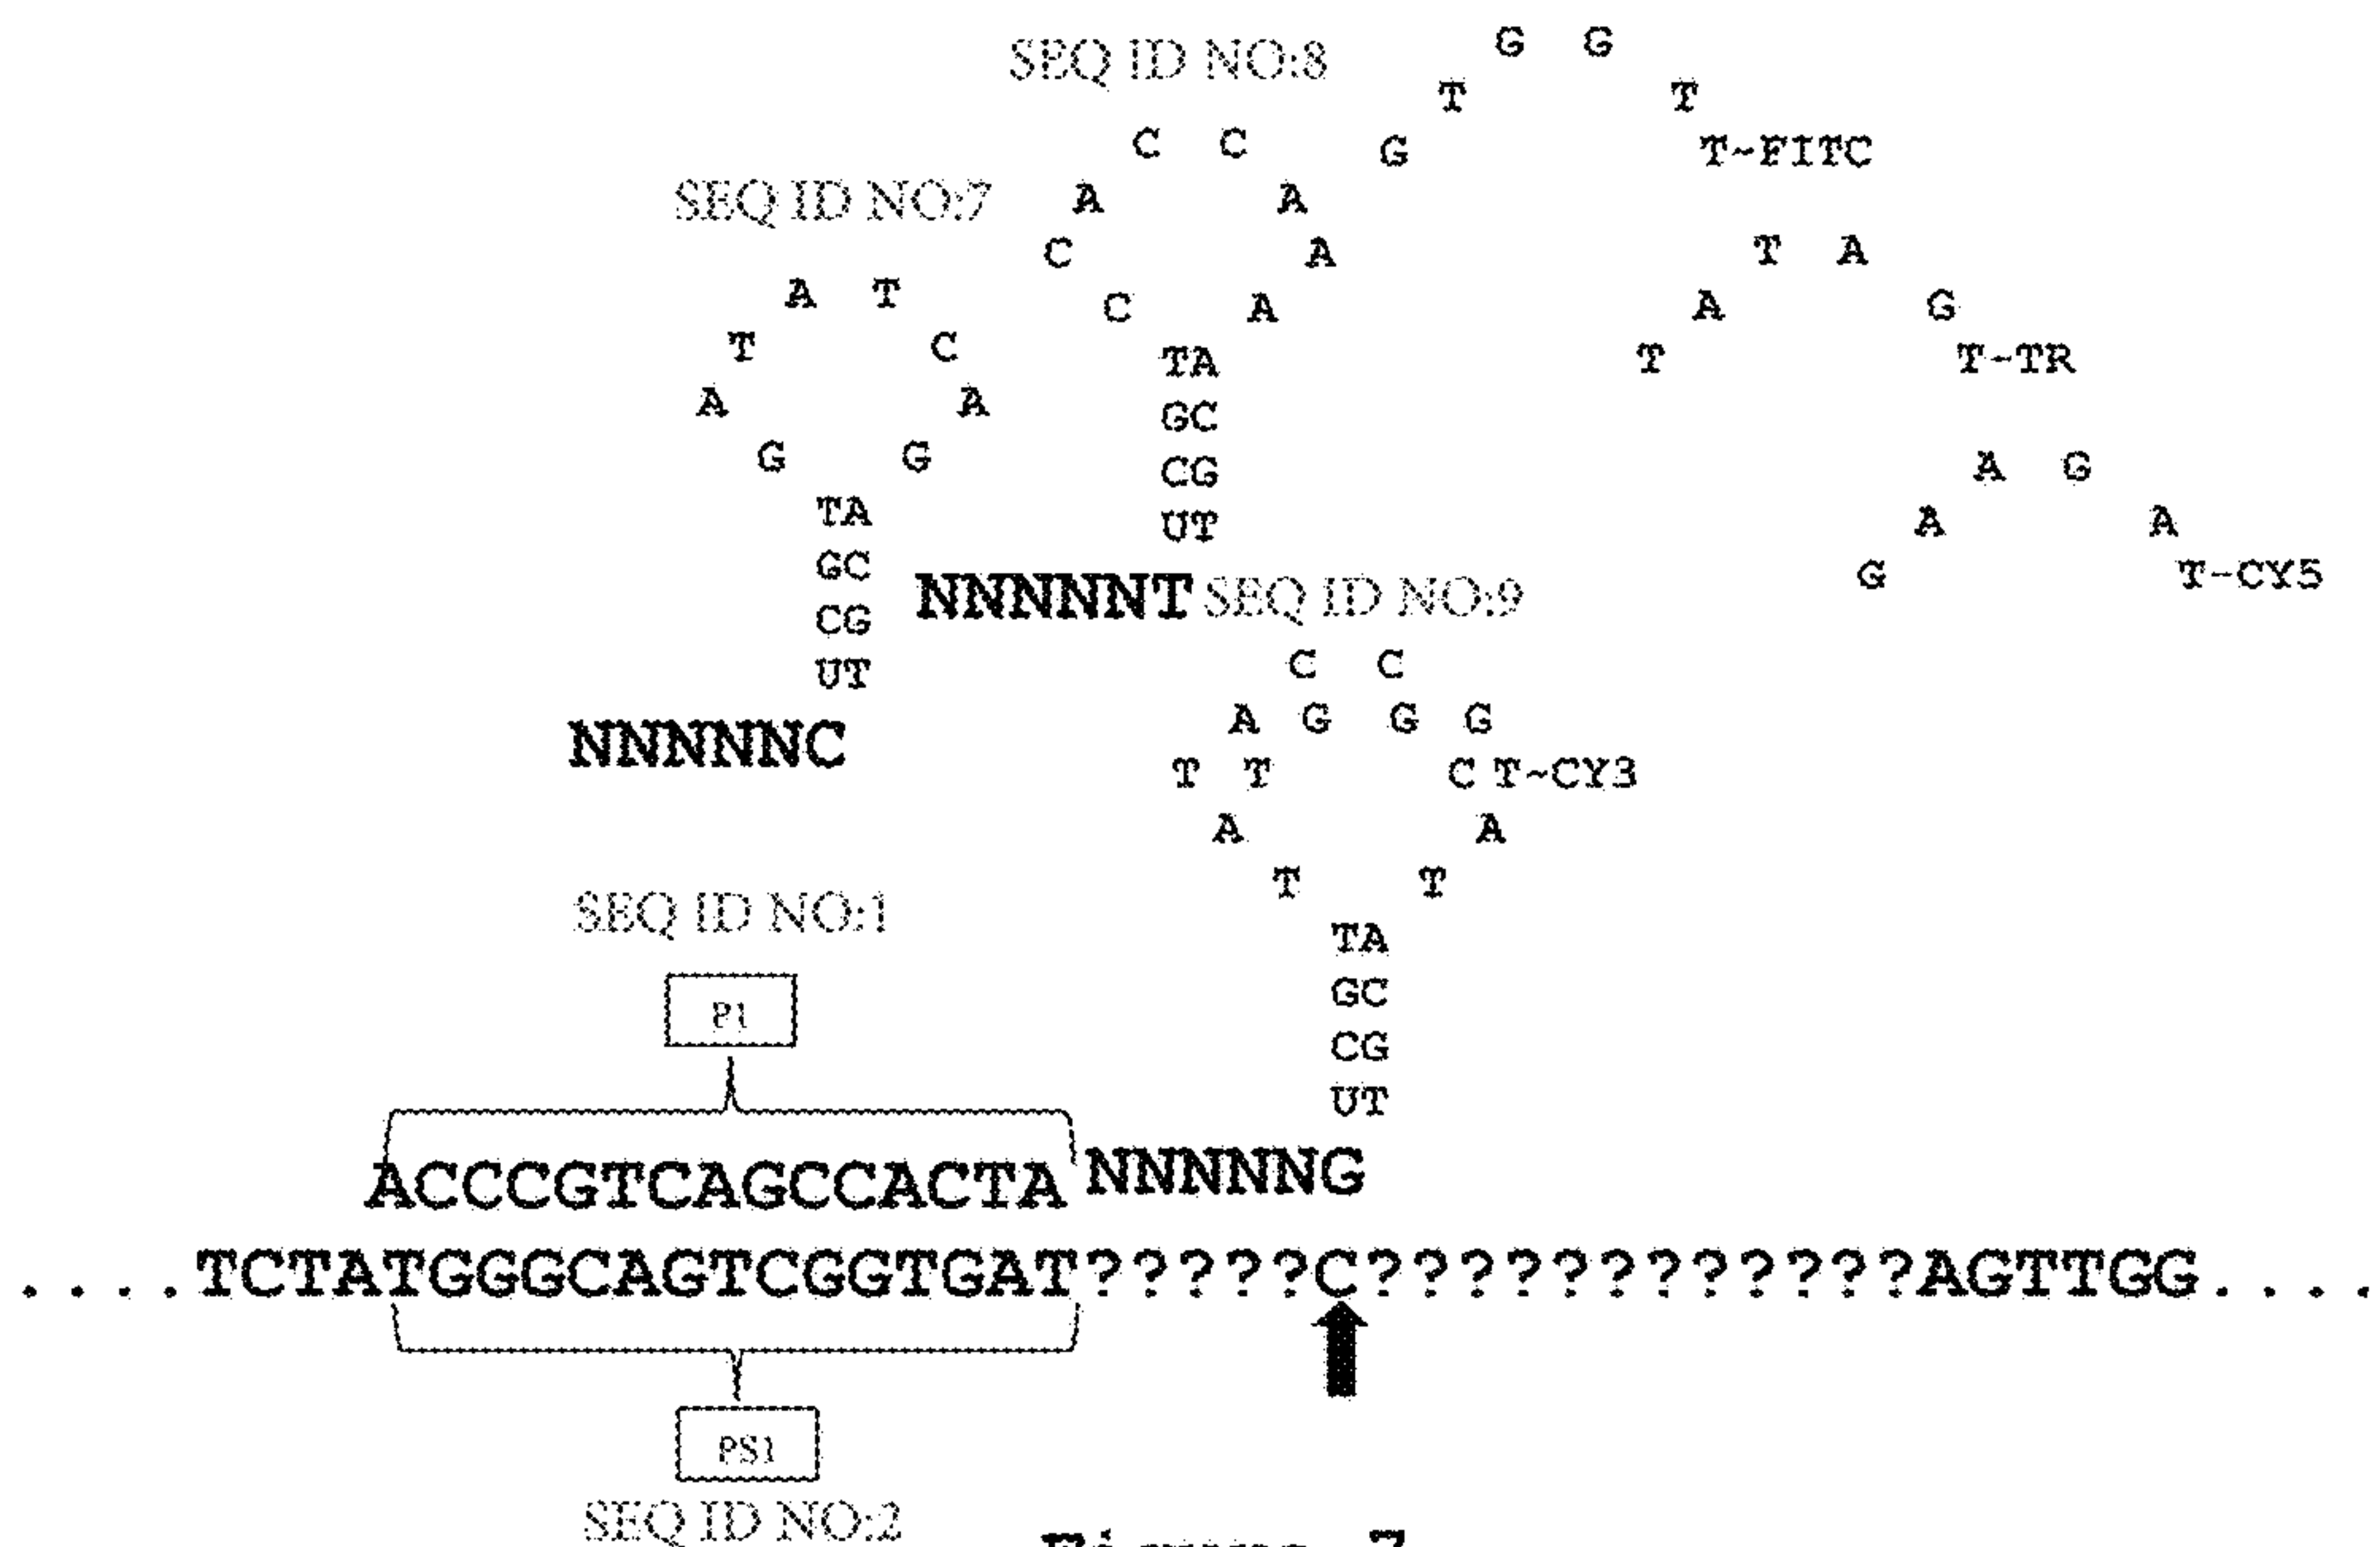 G G
SEQ ID NO:8
T T
C C G T~FITC
SEQ ID NO:7 A A
C A T A
A T C A A G
T C TA T T-TR
A A GC
G G CG A G
TA UT A A
GC NNNNNT SEQ ID NO:9 G T-CY5
CG C C
UT A G G G
NNNNNC T T C T~CY3
A A
T T
SEQ ID NO:1 TA
P1 GC
CG
UT
ACCCGTCAGCCACTA NNNNNG
....TCTATGGGCAGTCGGTGAT?????C????????????AGTTGG....
PS1
SEQ ID NO:2
Figure 7